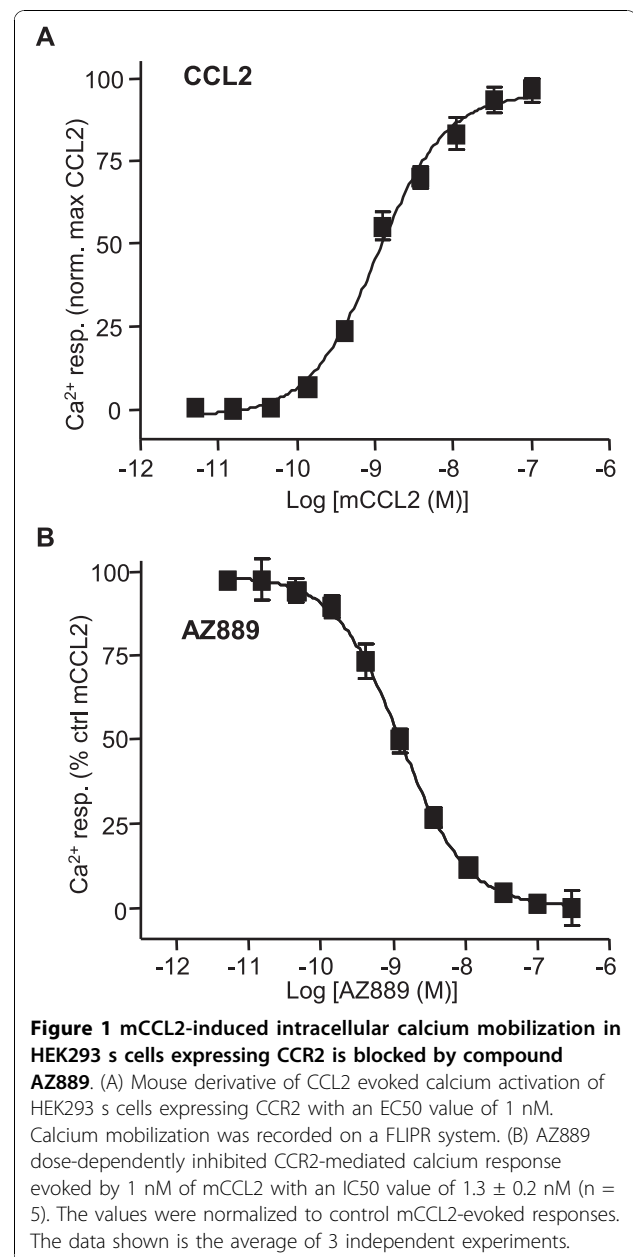 A
CCL2
Ca²⁺ resp. (norm. max CCL2)
100
75
50
25
0
-12 -11 -10 -9 -8 -7 -6
Log [mCCL2 (M)]
B
AZ889
Ca²⁺ resp. (% ctrl mCCL2)
100
75
50
25
0
-12 -11 -10 -9 -8 -7 -6
Log [AZ889 (M)]
Figure 1 mCCL2-induced intracellular calcium mobilization in
HEK293 s cells expressing CCR2 is blocked by compound
AZ889. (A) Mouse derivative of CCL2 evoked calcium activation of
HEK293 s cells expressing CCR2 with an EC50 value of 1 nM.
Calcium mobilization was recorded on a FLIPR system. (B) AZ889
dose-dependently inhibited CCR2-mediated calcium response
evoked by 1 nM of mCCL2 with an IC50 value of 1.3 ± 0.2 nM (n =
5). The values were normalized to control mCCL2-evoked responses.
The data shown is the average of 3 independent experiments.